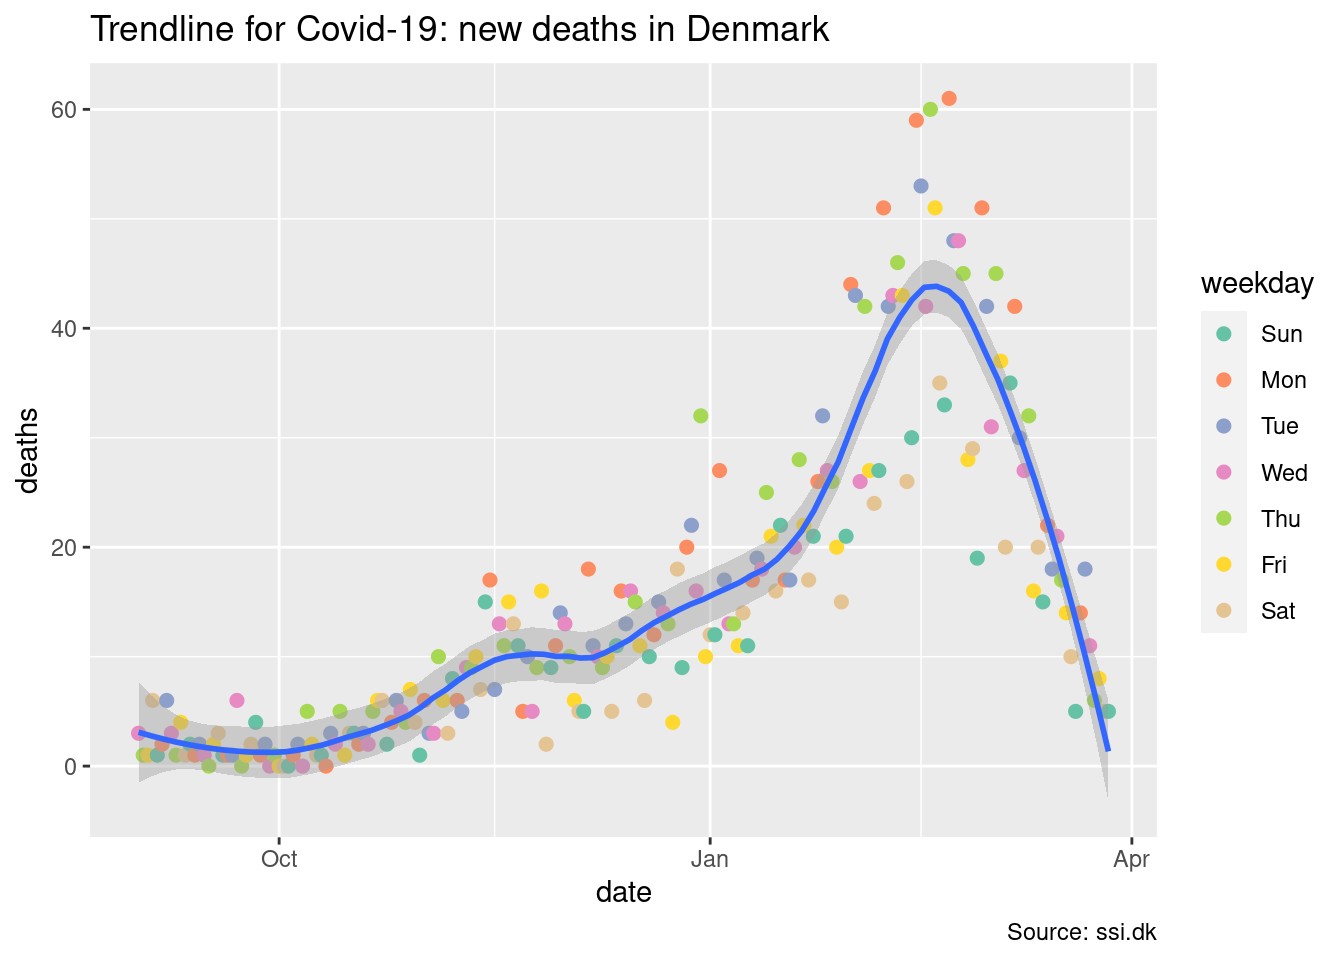 Trendline for Covid-19: new deaths in Denmark
60
40
20
0
deaths
Oct
Jan
Apr
date
weekday
Sun
Mon
Tue
Wed
Thu
Fri
Sat
Source: ssi.dk